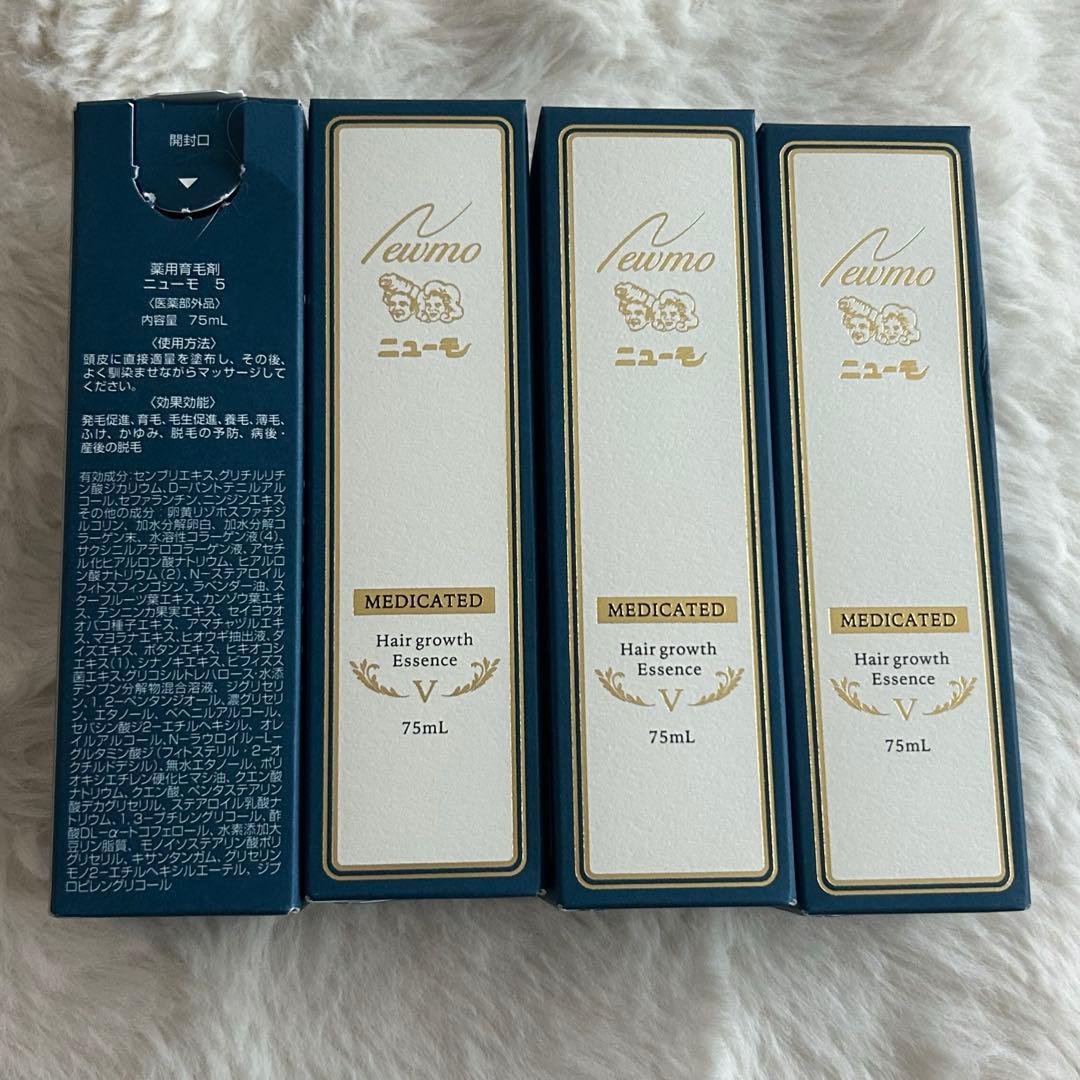 開封口
薬用育毛剤
ニューモ 5
〈医薬部外品〉
内容量 75mL
〈使用方法〉
頭皮に直接適量を塗布し、その後、
よく馴染ませながらマッサージして
ください。
〈効果効能〉
発毛促進、育毛、毛生促進、養毛、薄毛、
ふけ、かゆみ、脱毛の予防、病後・
産後の脱毛
有効成分:センブリエキス、グリチルリチ
ン酸ジカリウム、D-パントテニルアル
コール、セファランチン、ニンジンエキス
その他の成分:卵黄リゾホスファチジ
ルコリン、加水分解卵白、加水分解コ
ラーゲン末、水溶性コラーゲン液(4)、
サクシニルアテロコラーゲン液、アセチ
ル化ヒアルロン酸ナトリウム、ヒアルロ
ン酸ナトリウム(2)、N-ステアロイル
フィトスフィンゴシン、ラベンダー油、ス
ターフルーツ葉エキス、カンゾウ葉エキ
ス、テンニンカ果実エキス、セイヨウオ
オバコ種子エキス、アマチャヅルエキ
ス、マヨラナエキス、ヒオウギ抽出液、ダ
イズエキス、ボタンエキス、ヒキオコシ
エキス(1)、シナノキエキス、ビフィズス
菌エキス、グリコシルトレハロース・水添
デンプン分解物混合溶液、ジグリセリ
ン、1,2-ペンタンジオール、濃グリセリ
ン、エタノール、ベヘニルアルコール、
セバシン酸ジ2-エチルヘキシル、オレ
イルアルコール、N-ラウロイル-L-
グルタミン酸ジ(フィトステリル・2-オ
クチルドデシル)、無水エタノール、ポリ
オキシエチレン硬化ヒマシ油、クエン酸
ナトリウム、クエン酸、ペンタステアリン
酸デカグリセリル、ステアロイル乳酸ナ
トリウム、1,3-ブチレングリコール、酢
酸DL-α-トコフェロール、水素添加大
豆リン脂質、モノイソステアリン酸ポリ
グリセリル、キサンタンガム、グリセリン
モノ2-エチルヘキシルエーテル、ジプ
ロピレングリコール
Newmo
ニューモ
MEDICATED
Hair growth
Essence
V
75mL
Newmo
ニューモ
MEDICATED
Hair growth
Essence
V
75mL
Newmo
ニューモ
MEDICATED
Hair growth
Essence
V
75mL